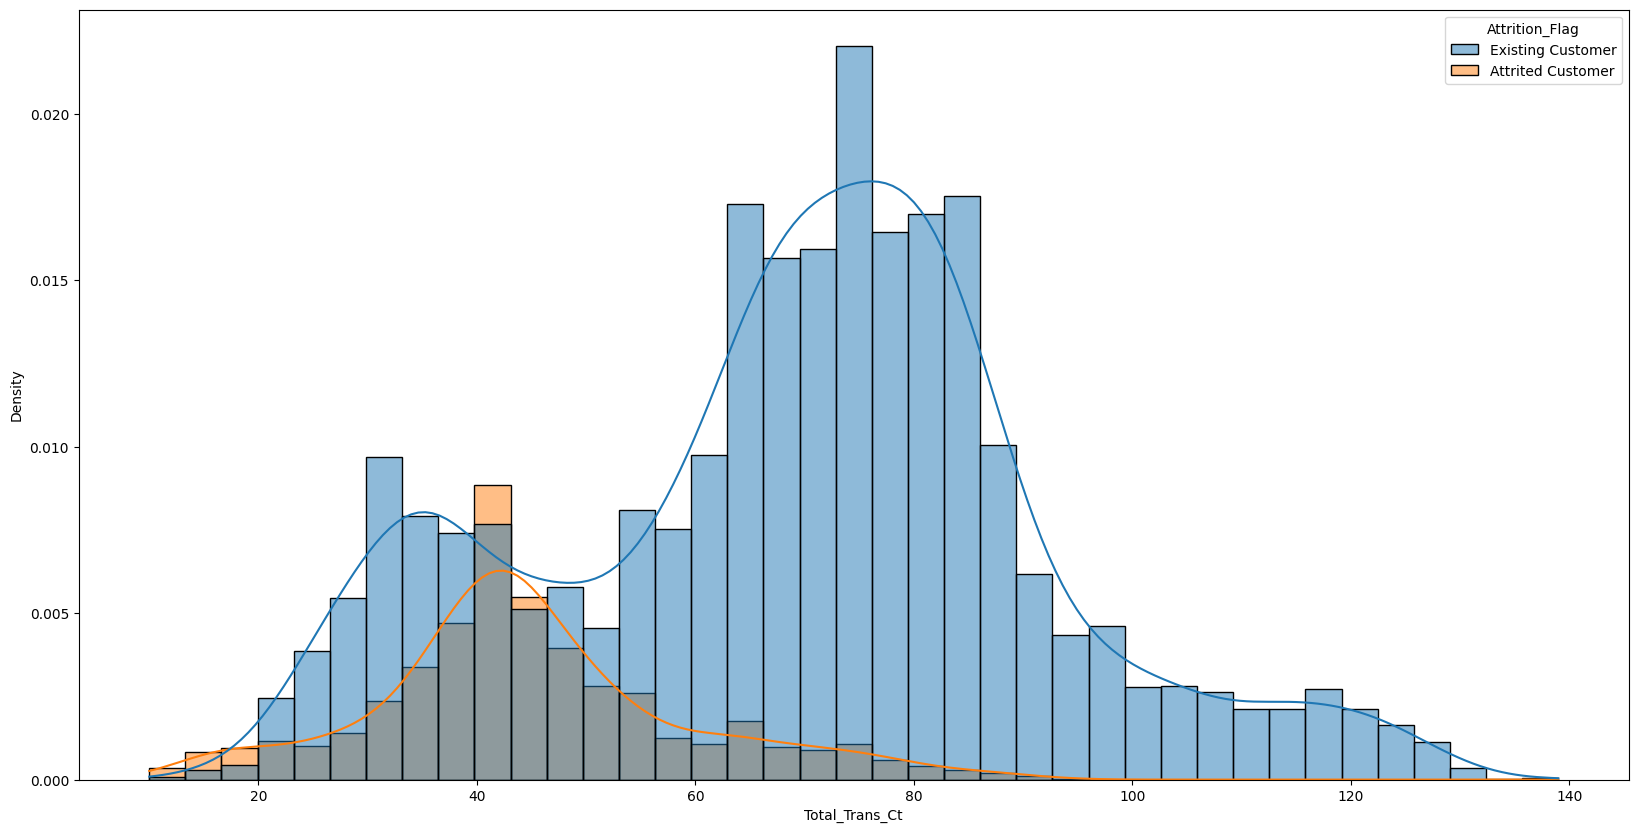 Attrition_Flag
Existing Customer
Attrited Customer
Density
0.020
0.015
0.010
0.005
0.000
20 40 60 80 100 120 140
Total_Trans_Ct